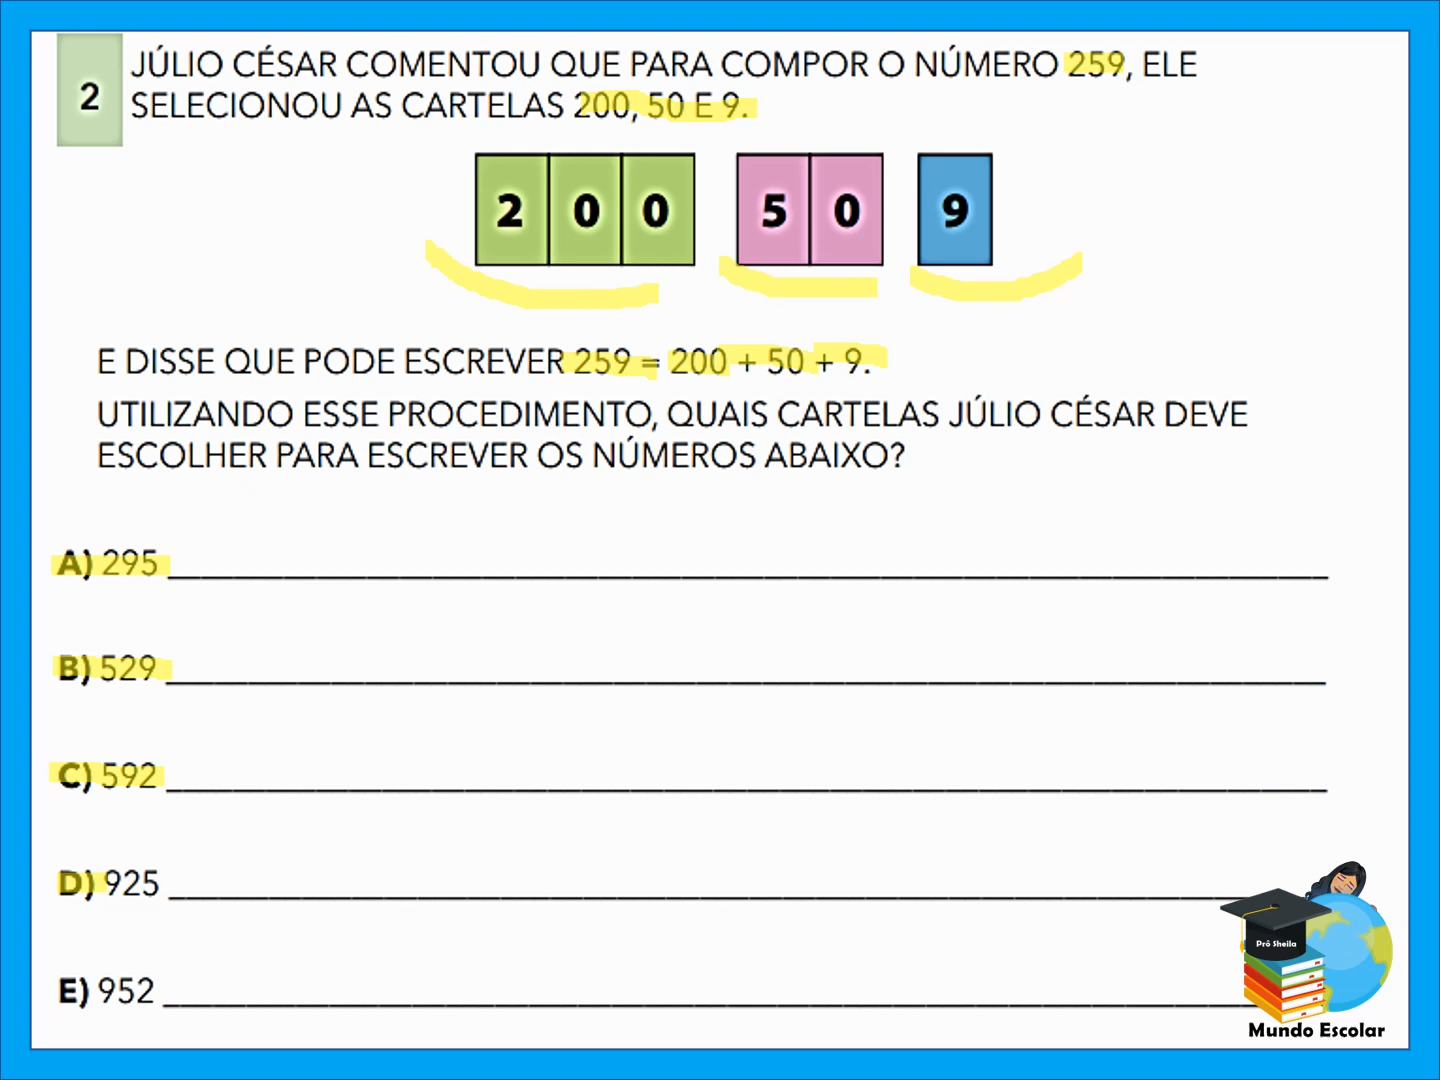 2
JÚLIO CÉSAR COMENTOU QUE PARA COMPOR O NÚMERO 259, ELE
SELECIONOU AS CARTELAS 200, 50 E 9.
2 0 0 5 0 9
E DISSE QUE PODE ESCREVER 259 = 200 + 50 + 9.
UTILIZANDO ESSE PROCEDIMENTO, QUAIS CARTELAS JÚLIO CÉSAR DEVE
ESCOLHER PARA ESCREVER OS NÚMEROS ABAIXO?
A) 295
B) 529
C) 592
D) 925
E) 952
Prô Sheila
Mundo Escolar